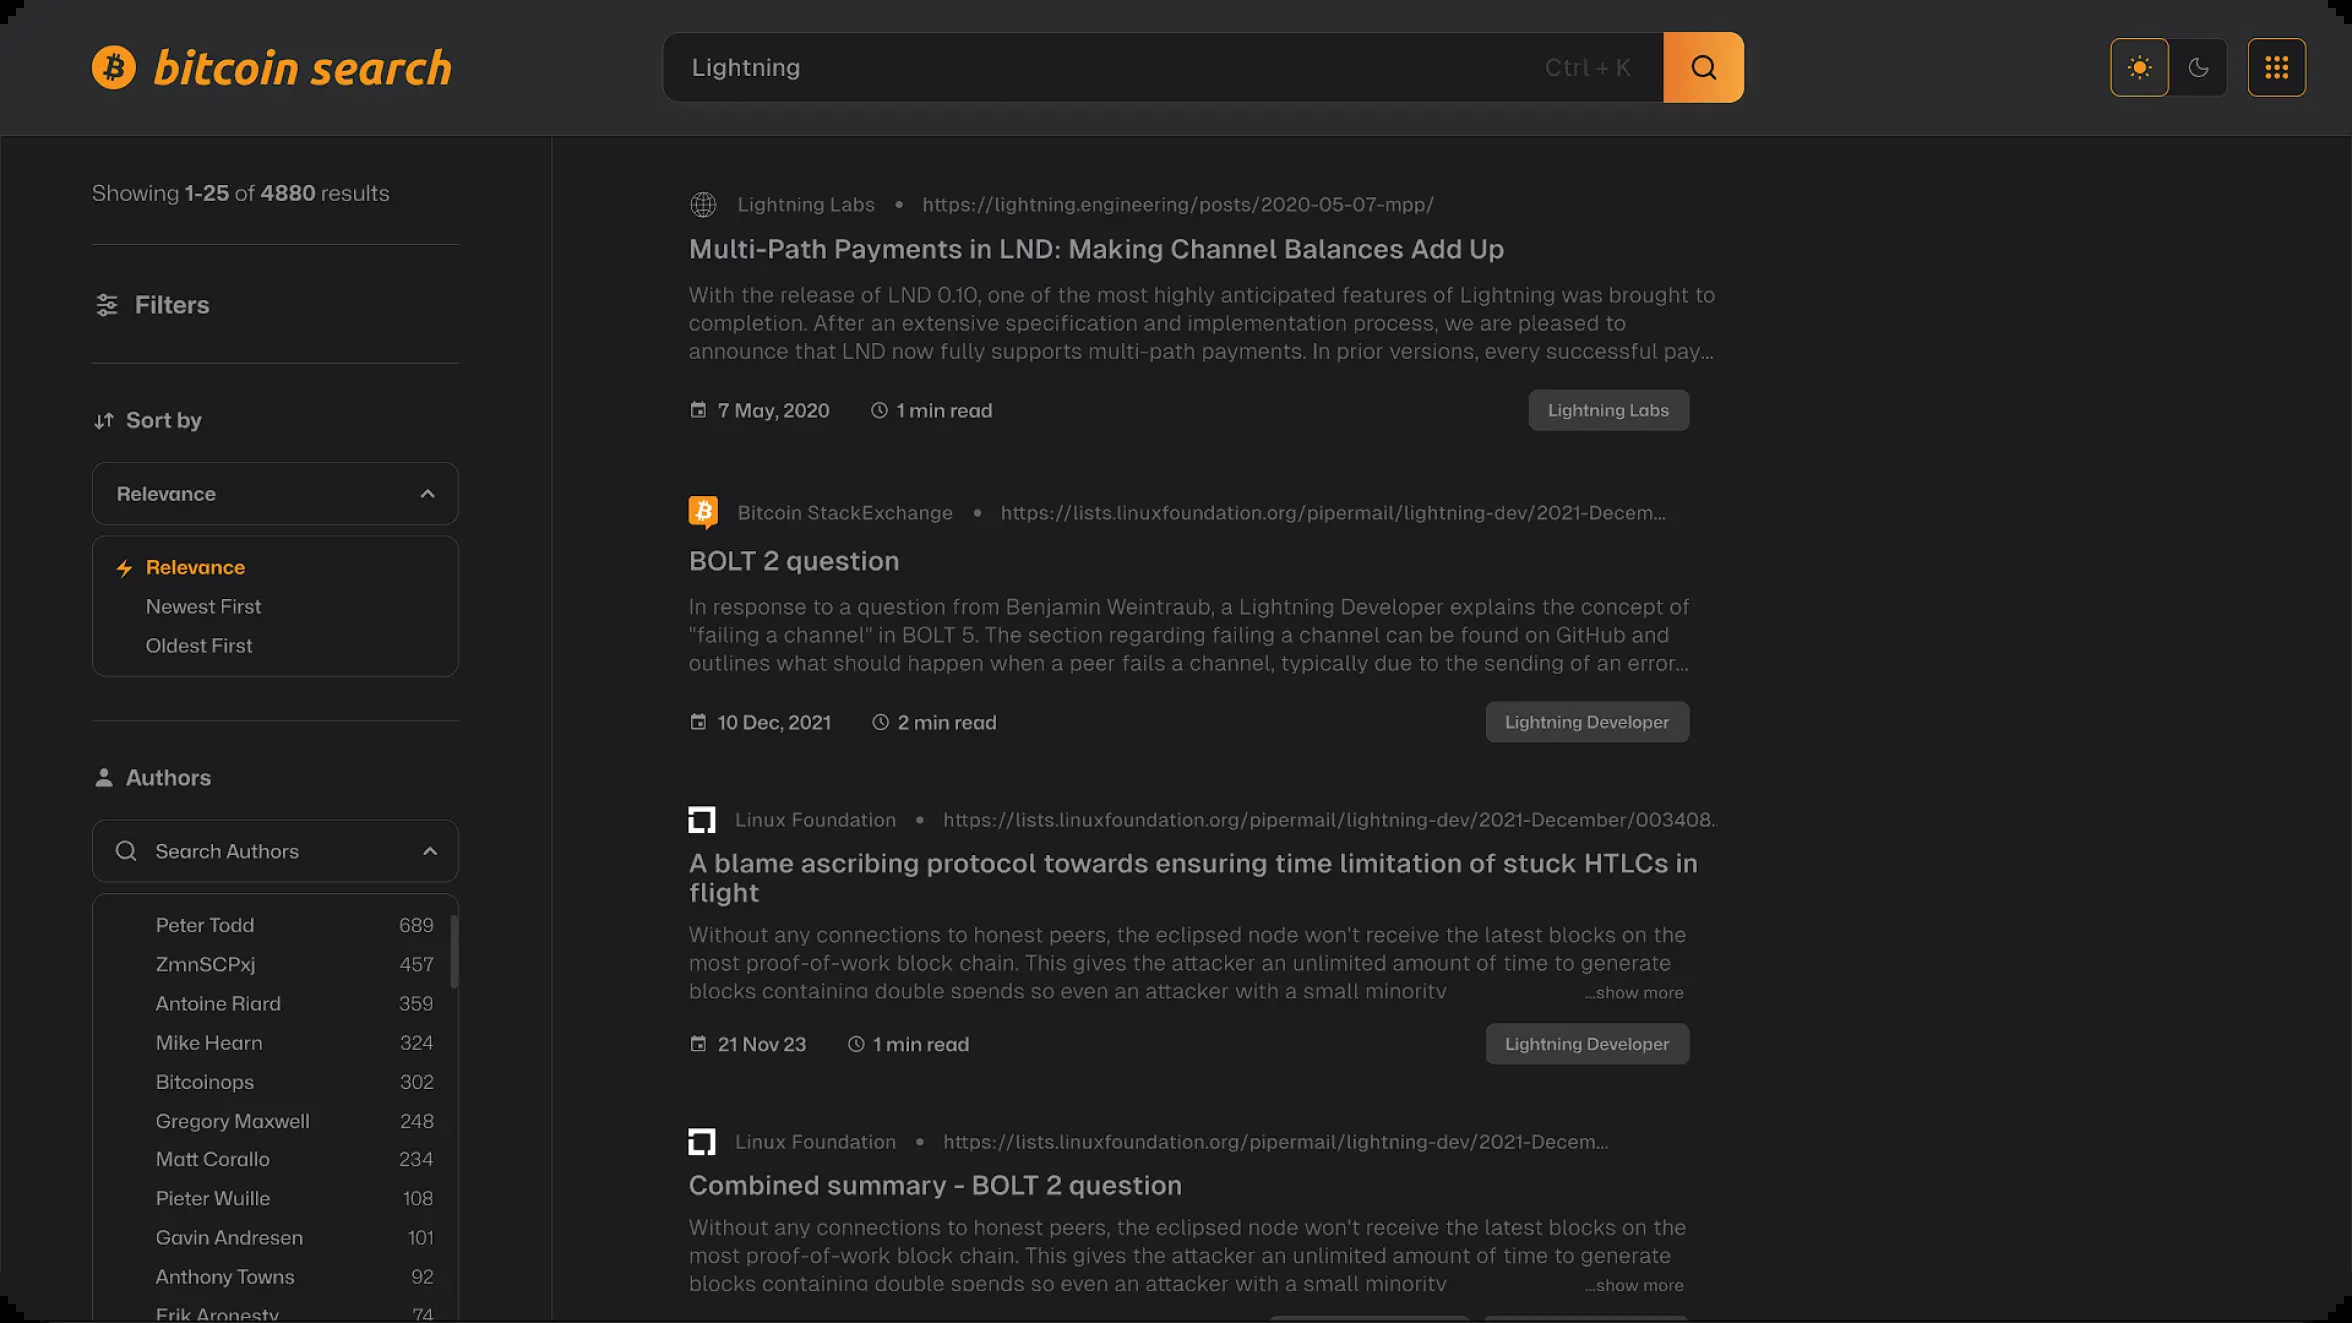 bitcoin search
Lightning
Ctrl + K
Showing 1-25 of 4880 results
Filters
Sort by
Relevance
Relevance
Newest First
Oldest First
Authors
Search Authors
Peter Todd 689
ZmnSCPxj 457
Antoine Riard 359
Mike Hearn 324
Bitcoinops 302
Gregory Maxwell 248
Matt Corallo 234
Pieter Wuille 108
Gavin Andresen 101
Anthony Towns 92
Erik Aronesty 74
Lightning Labs • https://lightning.engineering/posts/2020-05-07-mpp/
Multi-Path Payments in LND: Making Channel Balances Add Up
With the release of LND 0.10, one of the most highly anticipated features of Lightning was brought to
completion. After an extensive specification and implementation process, we are pleased to
announce that LND now fully supports multi-path payments. In prior versions, every successful pay...
7 May, 2020 1 min read Lightning Labs
Bitcoin StackExchange • https://lists.linuxfoundation.org/pipermail/lightning-dev/2021-Decem...
BOLT 2 question
In response to a question from Benjamin Weintraub, a Lightning Developer explains the concept of
"failing a channel" in BOLT 5. The section regarding failing a channel can be found on GitHub and
outlines what should happen when a peer fails a channel, typically due to the sending of an error...
10 Dec, 2021 2 min read Lightning Developer
Linux Foundation • https://lists.linuxfoundation.org/pipermail/lightning-dev/2021-December/003408..
A blame ascribing protocol towards ensuring time limitation of stuck HTLCs in
flight
Without any connections to honest peers, the eclipsed node won't receive the latest blocks on the
most proof-of-work block chain. This gives the attacker an unlimited amount of time to generate
blocks containing double spends so even an attacker with a small minority ...show more
21 Nov 23 1 min read Lightning Developer
Linux Foundation • https://lists.linuxfoundation.org/pipermail/lightning-dev/2021-Decem...
Combined summary - BOLT 2 question
Without any connections to honest peers, the eclipsed node won't receive the latest blocks on the
most proof-of-work block chain. This gives the attacker an unlimited amount of time to generate
blocks containing double spends so even an attacker with a small minority ...show more